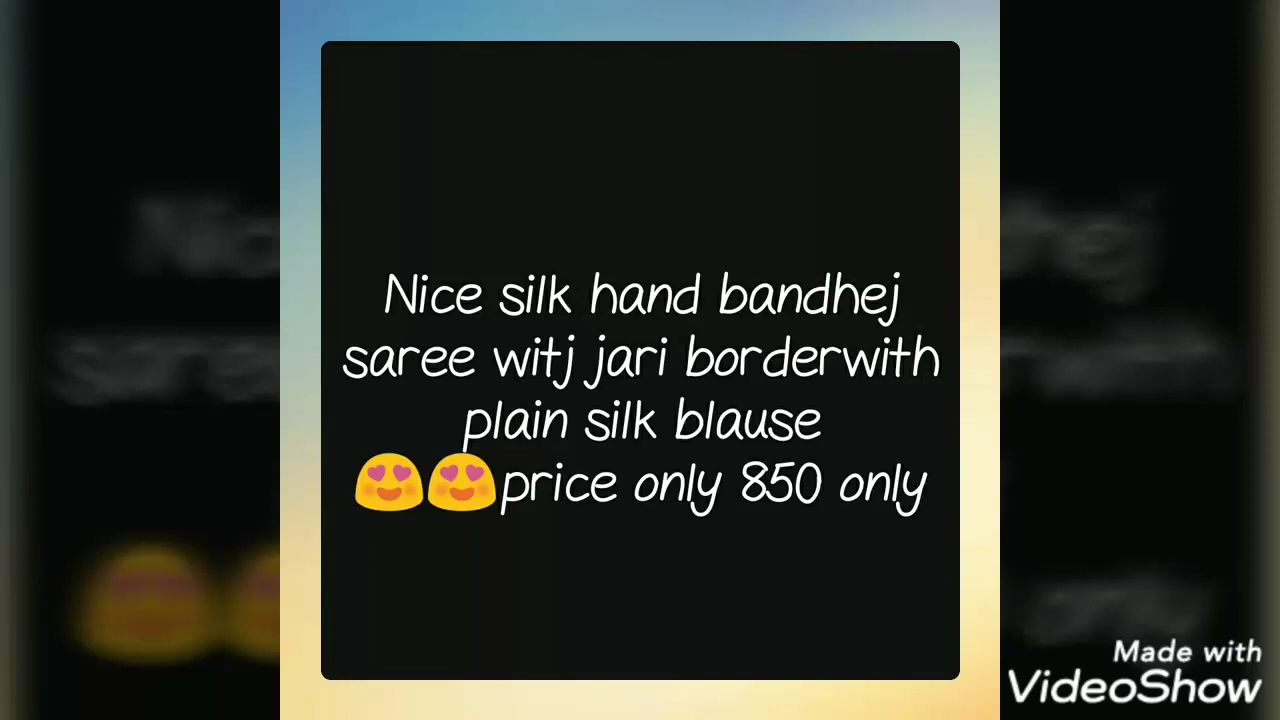 Nice silk hand bandhej
saree witj jari borderwith
plain silk blause
😍😍price only 850 only
Made with
VideoShow